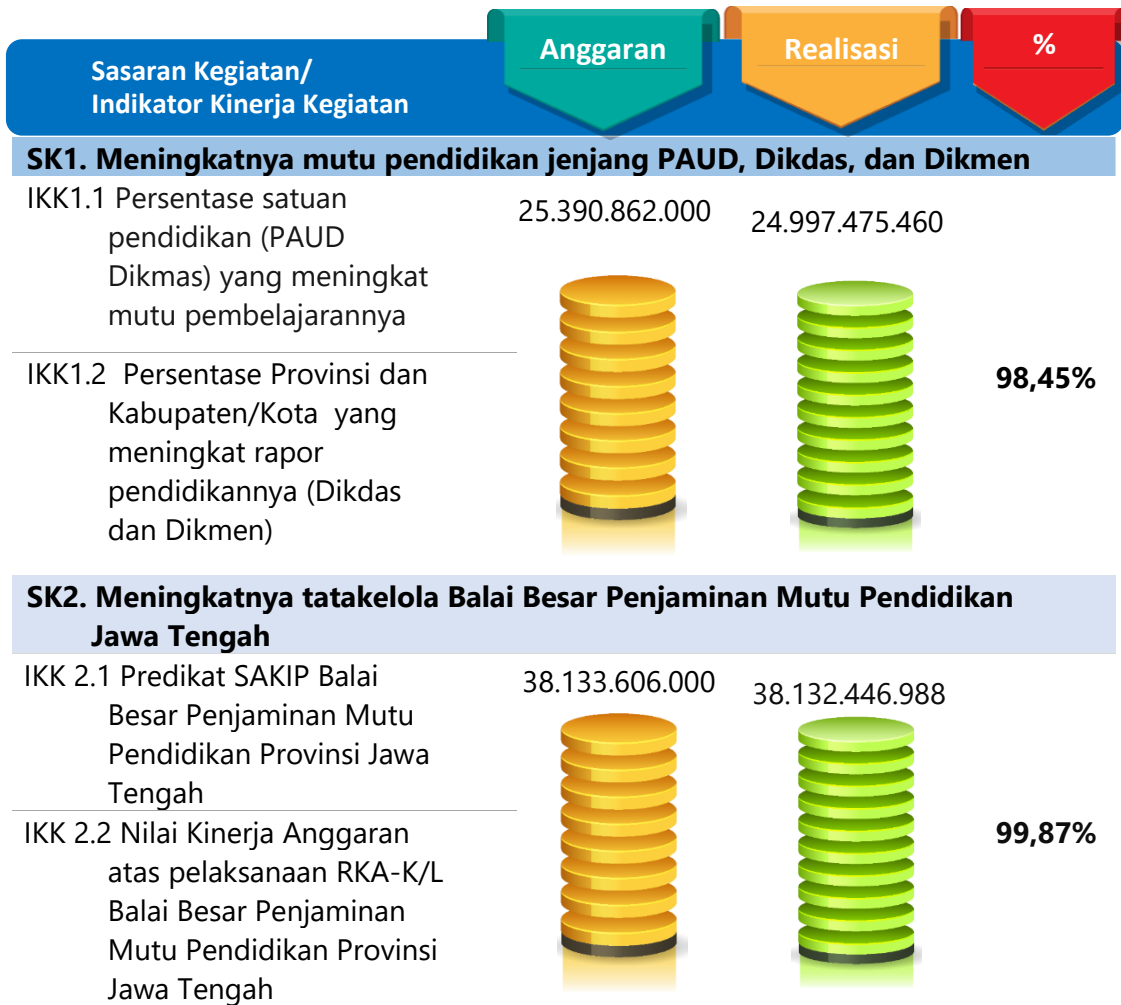 Sasaran Kegiatan/
Indikator Kinerja Kegiatan
Anggaran
Realisasi
%
SK1. Meningkatnya mutu pendidikan jenjang PAUD, Dikdas, dan Dikmen
IKK1.1 Persentase satuan
pendidikan (PAUD
Dikmas) yang meningkat
mutu pembelajarannya
25.390.862.000
24.997.475.460
IKK1.2 Persentase Provinsi dan
Kabupaten/Kota yang
meningkat rapor
pendidikannya (Dikdas
dan Dikmen)
98,45%
SK2. Meningkatnya tatakelola Balai Besar Penjaminan Mutu Pendidikan
Jawa Tengah
IKK 2.1 Predikat SAKIP Balai
Besar Penjaminan Mutu
Pendidikan Provinsi Jawa
Tengah
38.133.606.000
38.132.446.988
IKK 2.2 Nilai Kinerja Anggaran
atas pelaksanaan RKA-K/L
Balai Besar Penjaminan
Mutu Pendidikan Provinsi
Jawa Tengah
99,87%